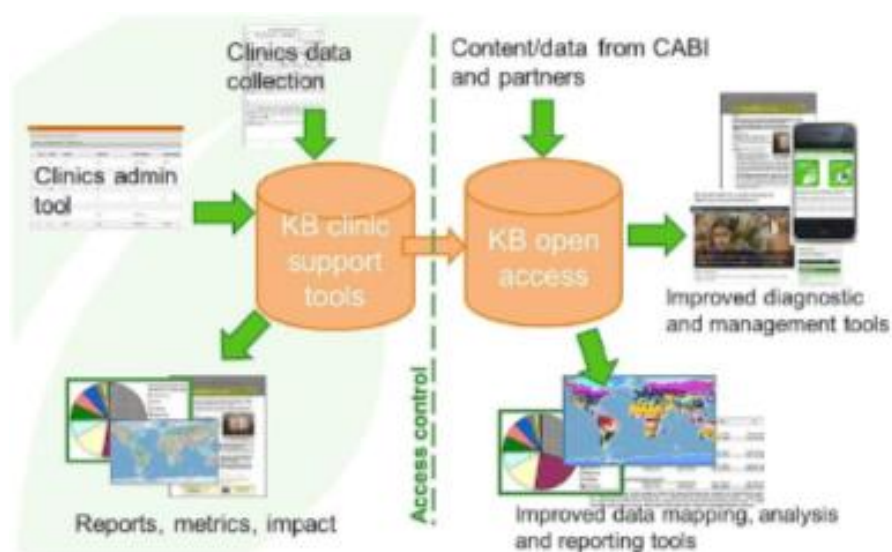 Clinics data
collection
Content/data from CABI
and partners
Clinics admin
tool
KB clinic
support
tools
KB open
access
Improved diagnostic
and management tools
Access control
Reports, metrics, impact
Improved data mapping, analysis
and reporting tools